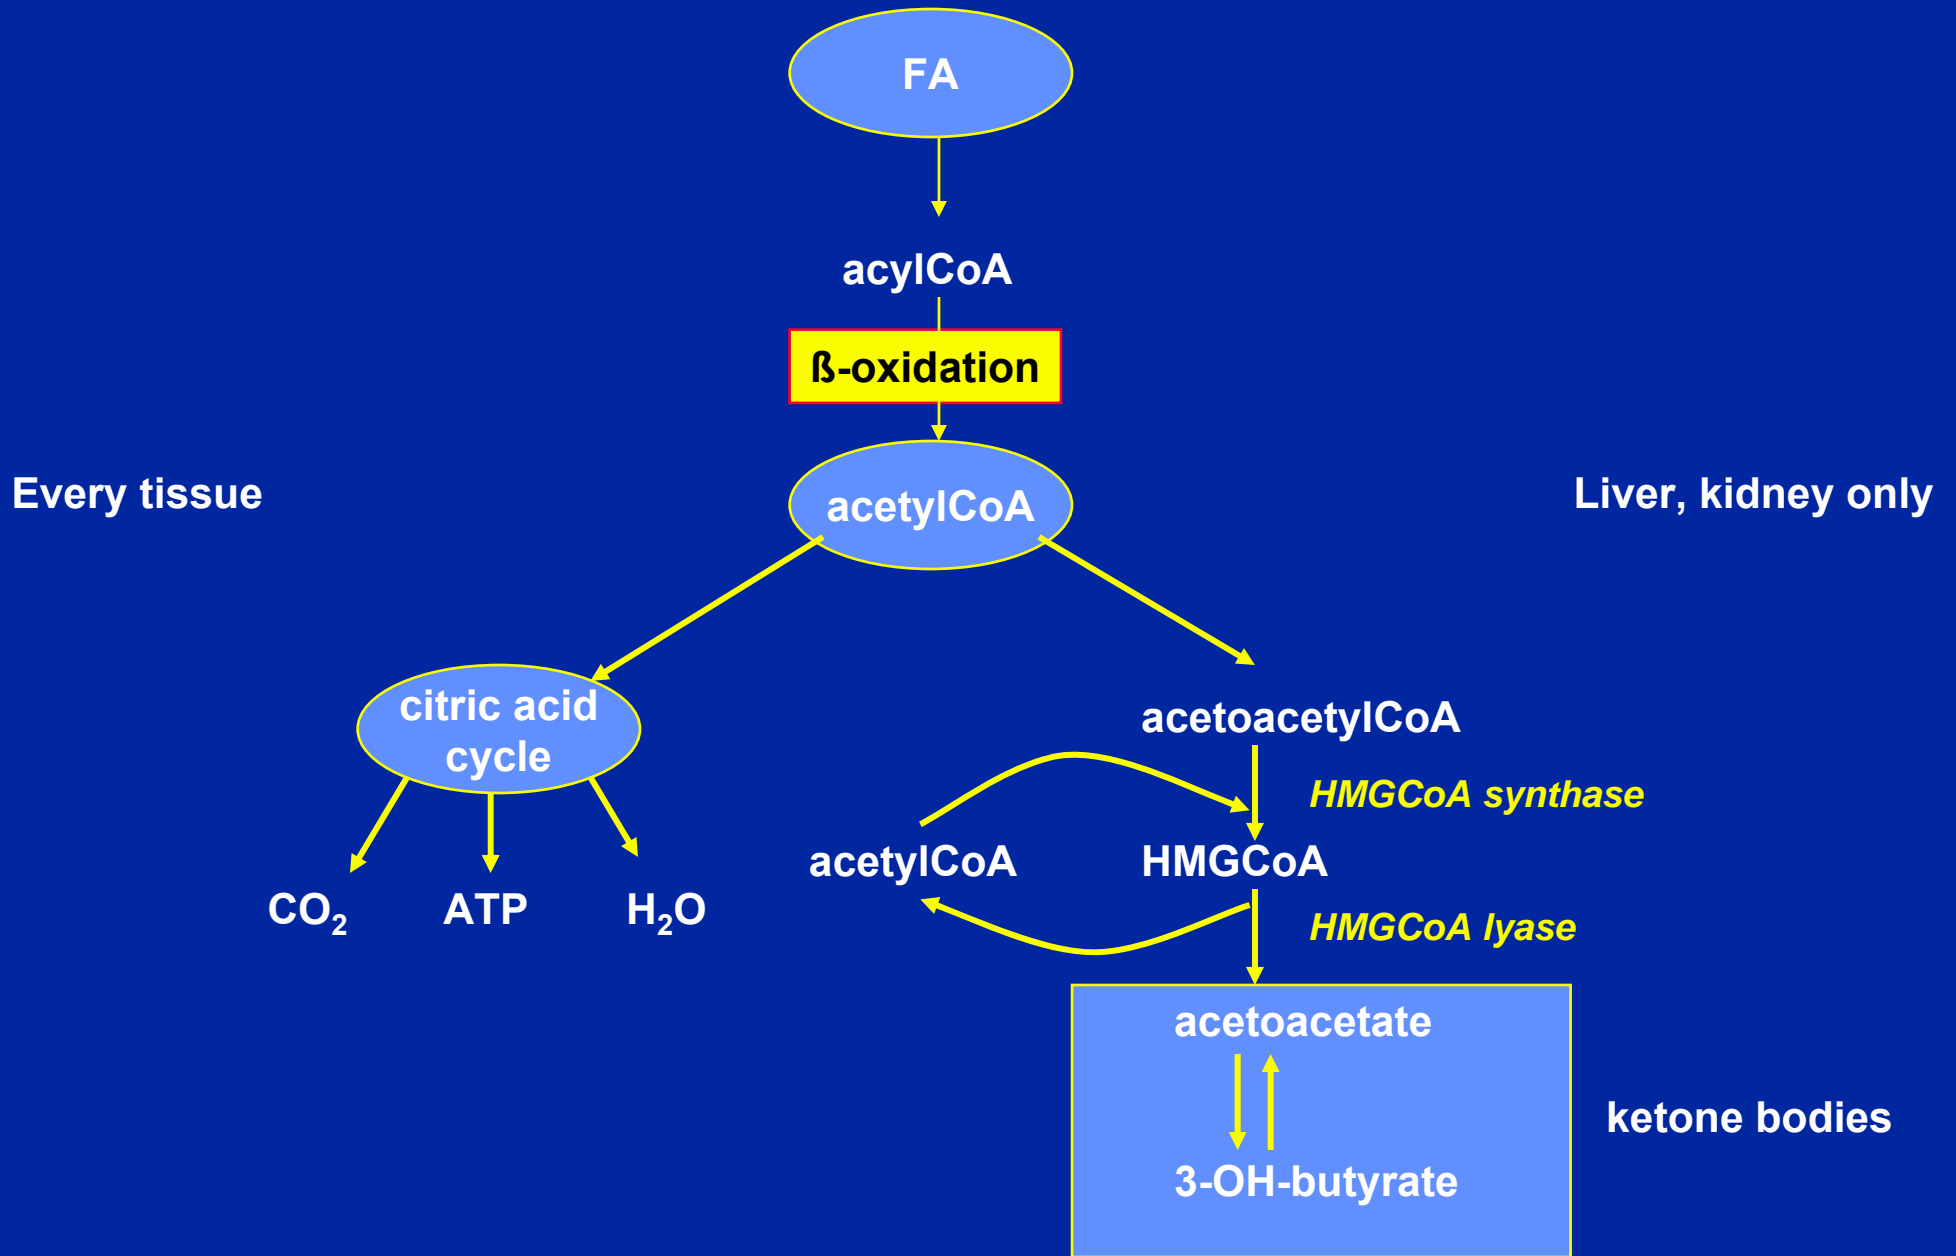 FA
acylCoA
ß-oxidation
Every tissue
acetylCoA
Liver, kidney only
citric acid
cycle
acetoacetylCoA
HMGCoA synthase
acetylCoA
HMGCoA
CO₂
ATP
H₂O
HMGCoA lyase
acetoacetate
ketone bodies
3-OH-butyrate